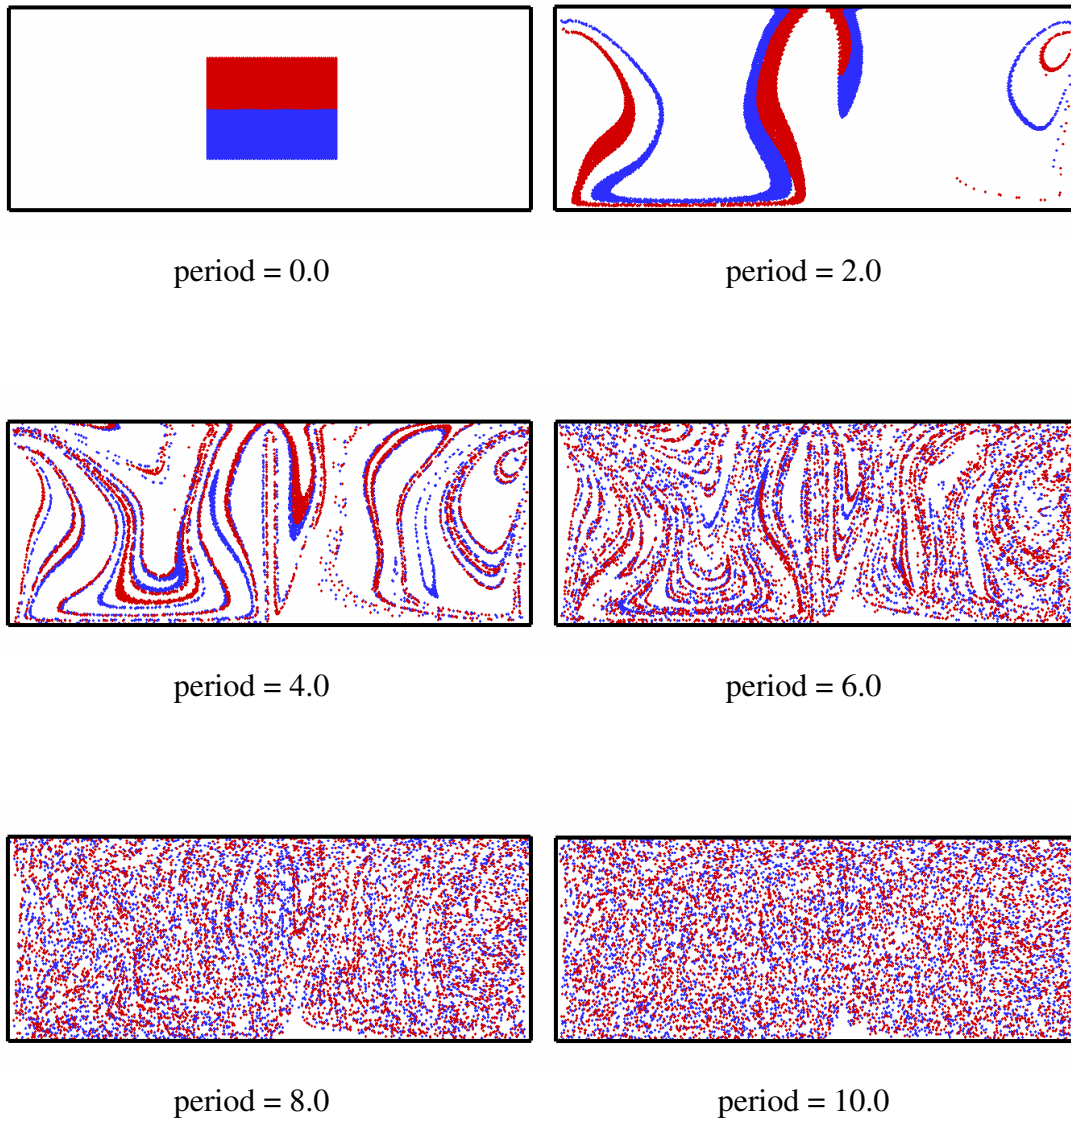 period = 0.0
period = 2.0
period = 4.0
period = 6.0
period = 8.0
period = 10.0